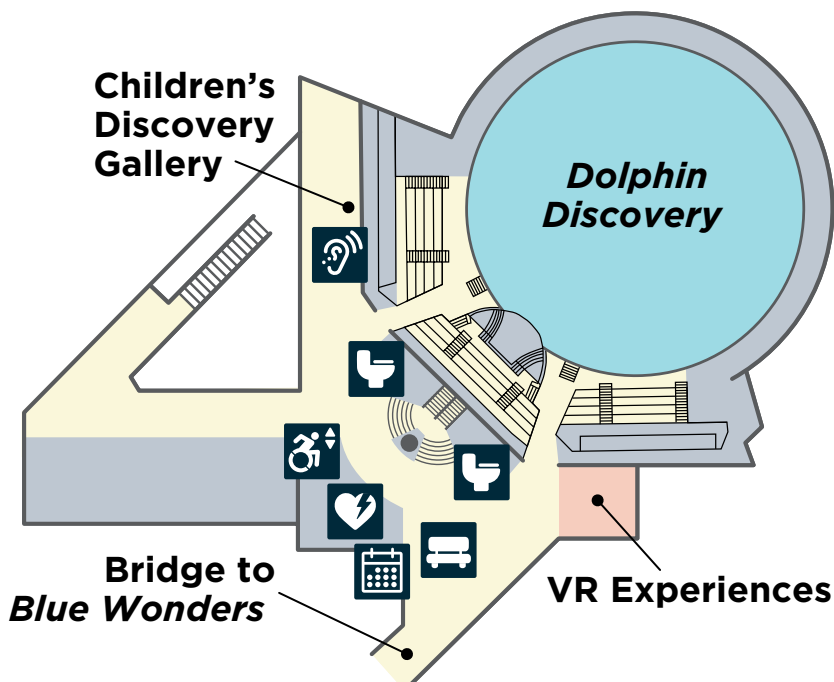 Children’s
Discovery
Gallery
Dolphin
Discovery
Bridge to
Blue Wonders
VR Experiences